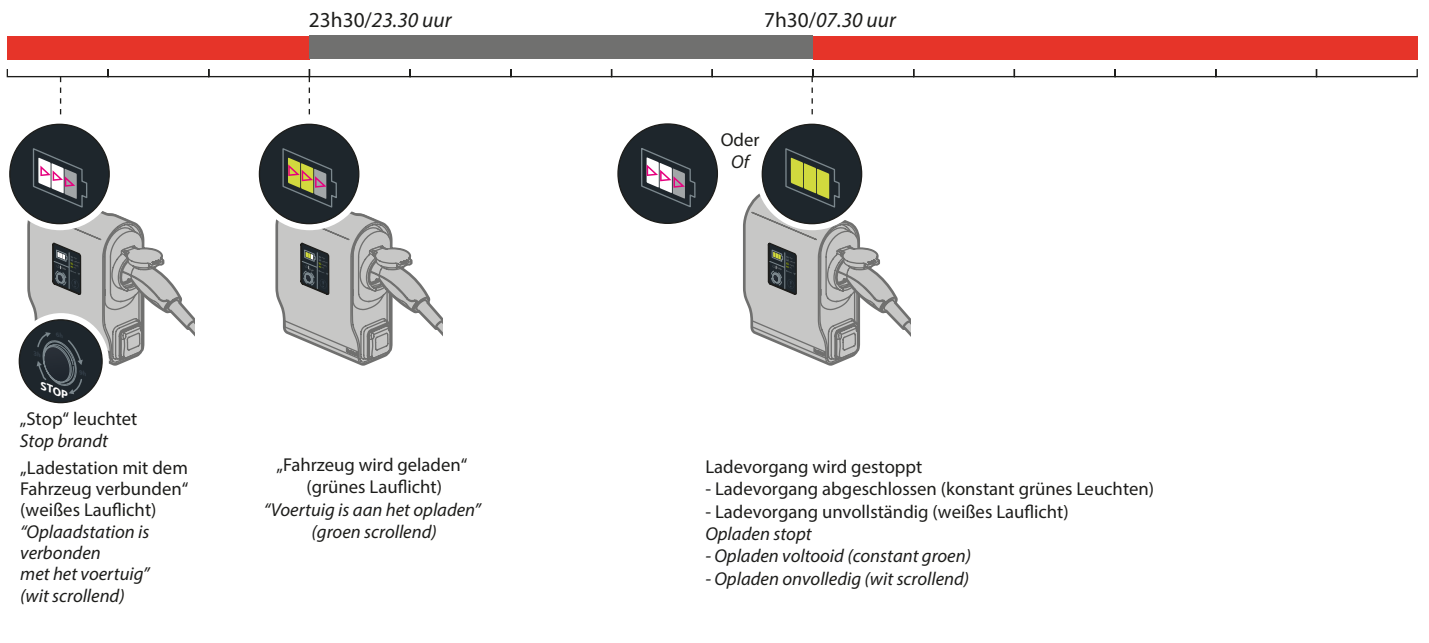 23h30/23.30 uur
7h30/07.30 uur
Oder
Of
STOP
„Stop“ leuchtet
Stop brandt
„Ladestation mit dem
Fahrzeug verbunden“
(weißes Lauflicht)
“Oplaadstation is
verbonden
met het voertuig”
(wit scrollend)
„Fahrzeug wird geladen“
(grünes Lauflicht)
“Voertuig is aan het opladen”
(groen scrollend)
Ladevorgang wird gestoppt
- Ladevorgang abgeschlossen (konstant grünes Leuchten)
- Ladevorgang unvollständig (weißes Lauflicht)
Opladen stopt
- Opladen voltooid (constant groen)
- Opladen onvolledig (wit scrollend)